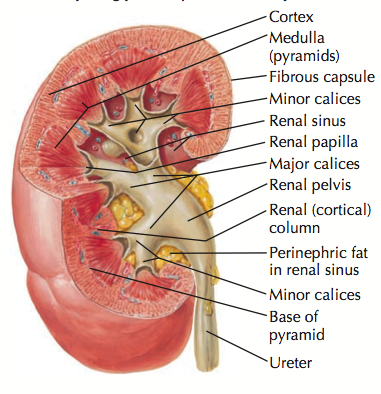 Cortex
Medulla
(pyramids)
Fibrous capsule
Minor calices
Renal sinus
Renal papilla
Major calices
Renal pelvis
Renal (cortical)
column
Perinephric fat
in renal sinus
Minor calices
Base of
pyramid
Ureter